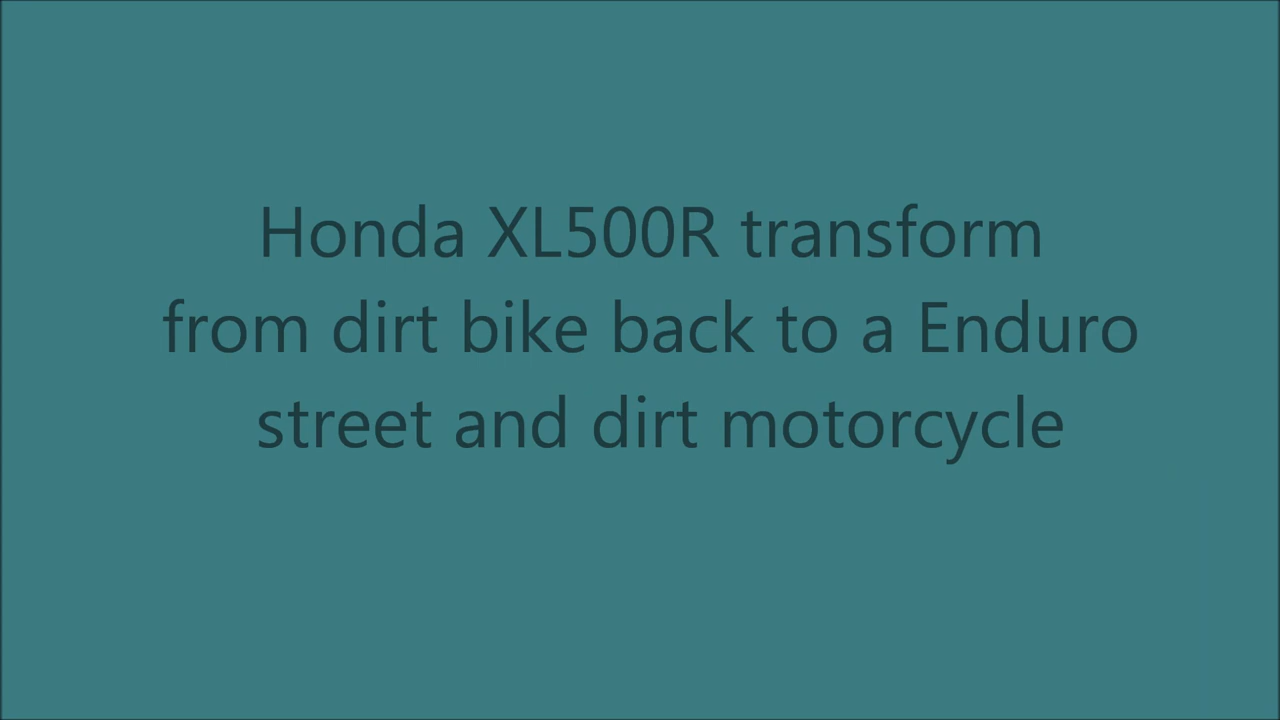 Honda XL500R transform
from dirt bike back to a Enduro
street and dirt motorcycle